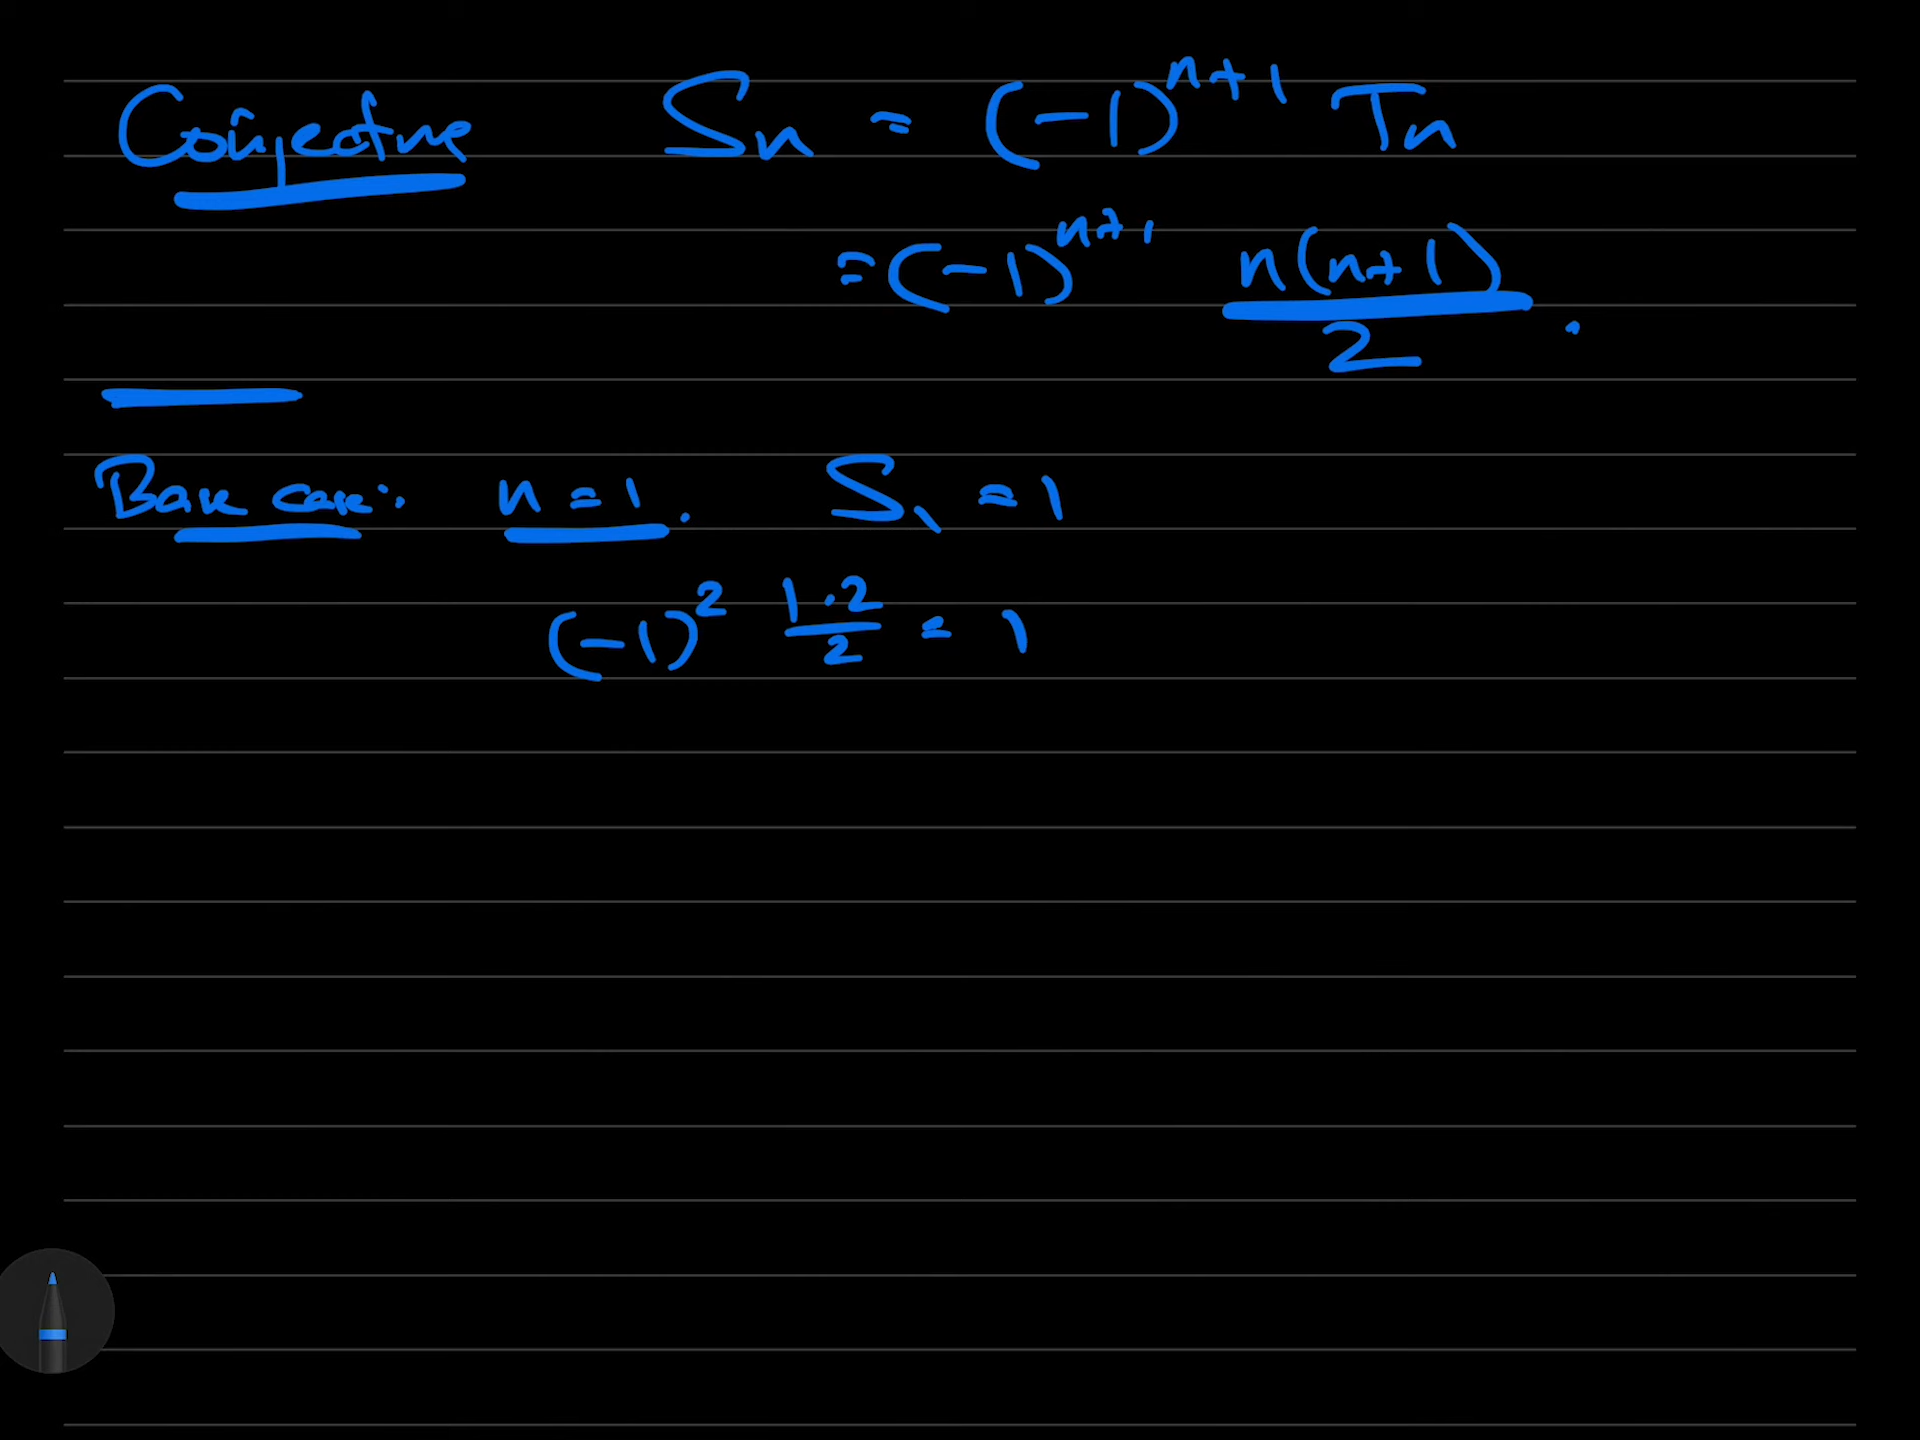 Conjecture Sₙ = (-1)ⁿ⁺¹ Tₙ
= (-1)ⁿ⁺¹ n(n+1)/2 .
Base case: n = 1. S₁ = 1
(-1)² 1·2/2 = 1